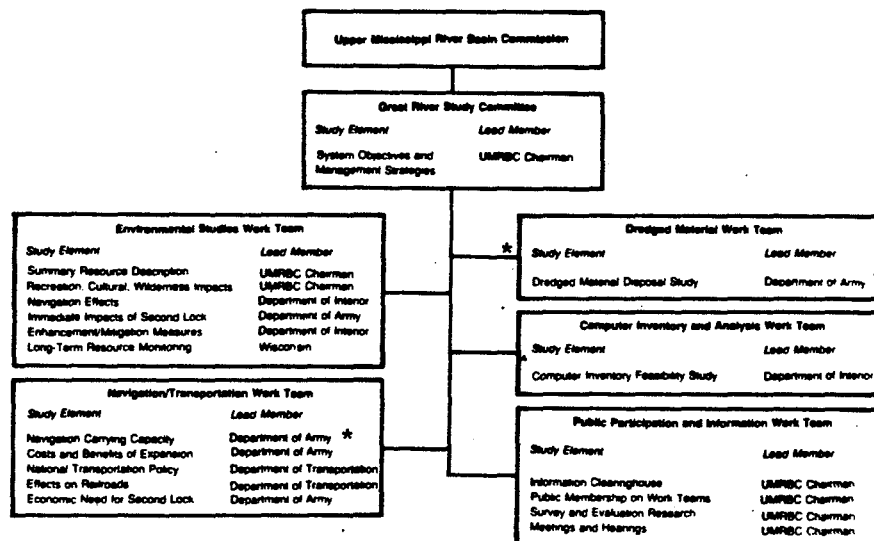 Upper Mississippi River Basin Commission
Great River Study Committee
Study Element Lead Member
System Objectives and UMRBC Chairman
Management Strategies
Environmental Studies Work Team
Study Element Lead Member
Summary Resource Description UMRBC Chairman
Recreation, Cultural, Wilderness Impacts UMRBC Chairman
Navigation Effects Department of Interior
Immediate Impacts of Second Lock Department of Army
Enhancement/Mitigation Measures Department of Interior
Long-Term Resource Monitoring Wisconsin
Navigation/Transportation Work Team
Study Element Lead Member
Navigation Carrying Capacity Department of Army *
Costs and Benefits of Expansion Department of Army
National Transportation Policy Department of Transportation
Effects on Railroads Department of Transportation
Economic Need for Second Lock Department of Army
*
Dredged Material Work Team
Study Element Lead Member
Dredged Material Disposal Study Department of Army
Computer Inventory and Analysis Work Team
Study Element Lead Member
Computer Inventory Feasibility Study Department of Interior
Public Participation and Information Work Team
Study Element Lead Member
Information Clearinghouse UMRBC Chairman
Public Membership on Work Teams UMRBC Chairman
Survey and Evaluation Research UMRBC Chairman
Meetings and Hearings UMRBC Chairman